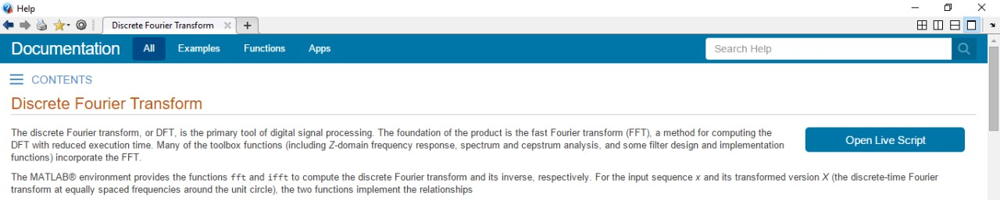 Help
Discrete Fourier Transform
Documentation All Examples Functions Apps Search Help
CONTENTS
Discrete Fourier Transform
The discrete Fourier transform, or DFT, is the primary tool of digital signal processing. The foundation of the product is the fast Fourier transform (FFT), a method for computing the
DFT with reduced execution time. Many of the toolbox functions (including Z-domain frequency response, spectrum and cepstrum analysis, and some filter design and implementation
functions) incorporate the FFT.
Open Live Script
The MATLAB® environment provides the functions fft and ifft to compute the discrete Fourier transform and its inverse, respectively. For the input sequence x and its transformed version X (the discrete-time Fourier
transform at equally spaced frequencies around the unit circle), the two functions implement the relationships